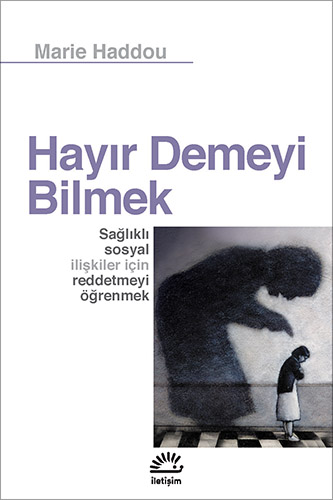 Marie Haddou
Hayır Demeyi
Bilmek
Sağlıklı
sosyal
ilişkiler için
reddetmeyi
öğrenmek
iletişim